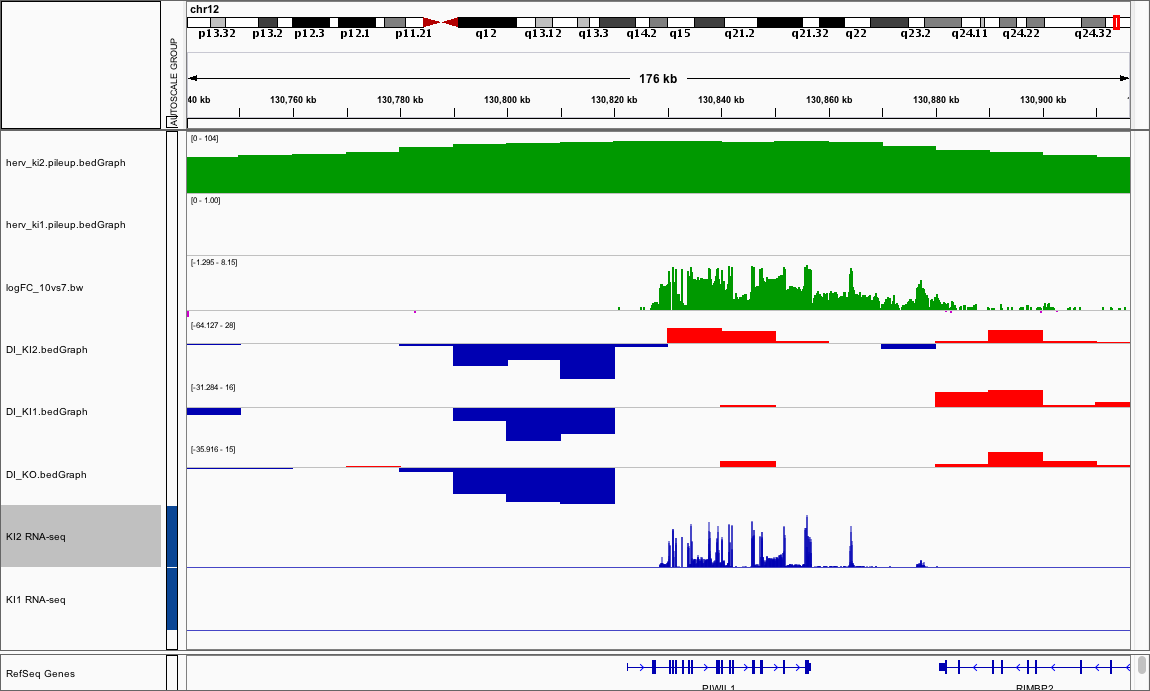 chr12
p13.32 p13.2 p12.3 p12.1 p11.21 q12 q13.12 q13.3 q14.2 q15 q21.2 q21.32 q22 q23.2 q24.11 q24.22 q24.32
AUTOSCALE GROUP
176 kb
40 kb 130,760 kb 130,780 kb 130,800 kb 130,820 kb 130,840 kb 130,860 kb 130,880 kb 130,900 kb
[0 - 104]
herv_ki2.pileup.bedGraph
[0 - 1.00]
herv_ki1.pileup.bedGraph
[-1.295 - 8.15]
logFC_10vs7.bw
[-64.127 - 28]
DI_KI2.bedGraph
[-31.284 - 16]
DI_KI1.bedGraph
[-35.916 - 15]
DI_KO.bedGraph
KI2 RNA-seq
KI1 RNA-seq
RefSeq Genes
PIWIL1 RIMBP2